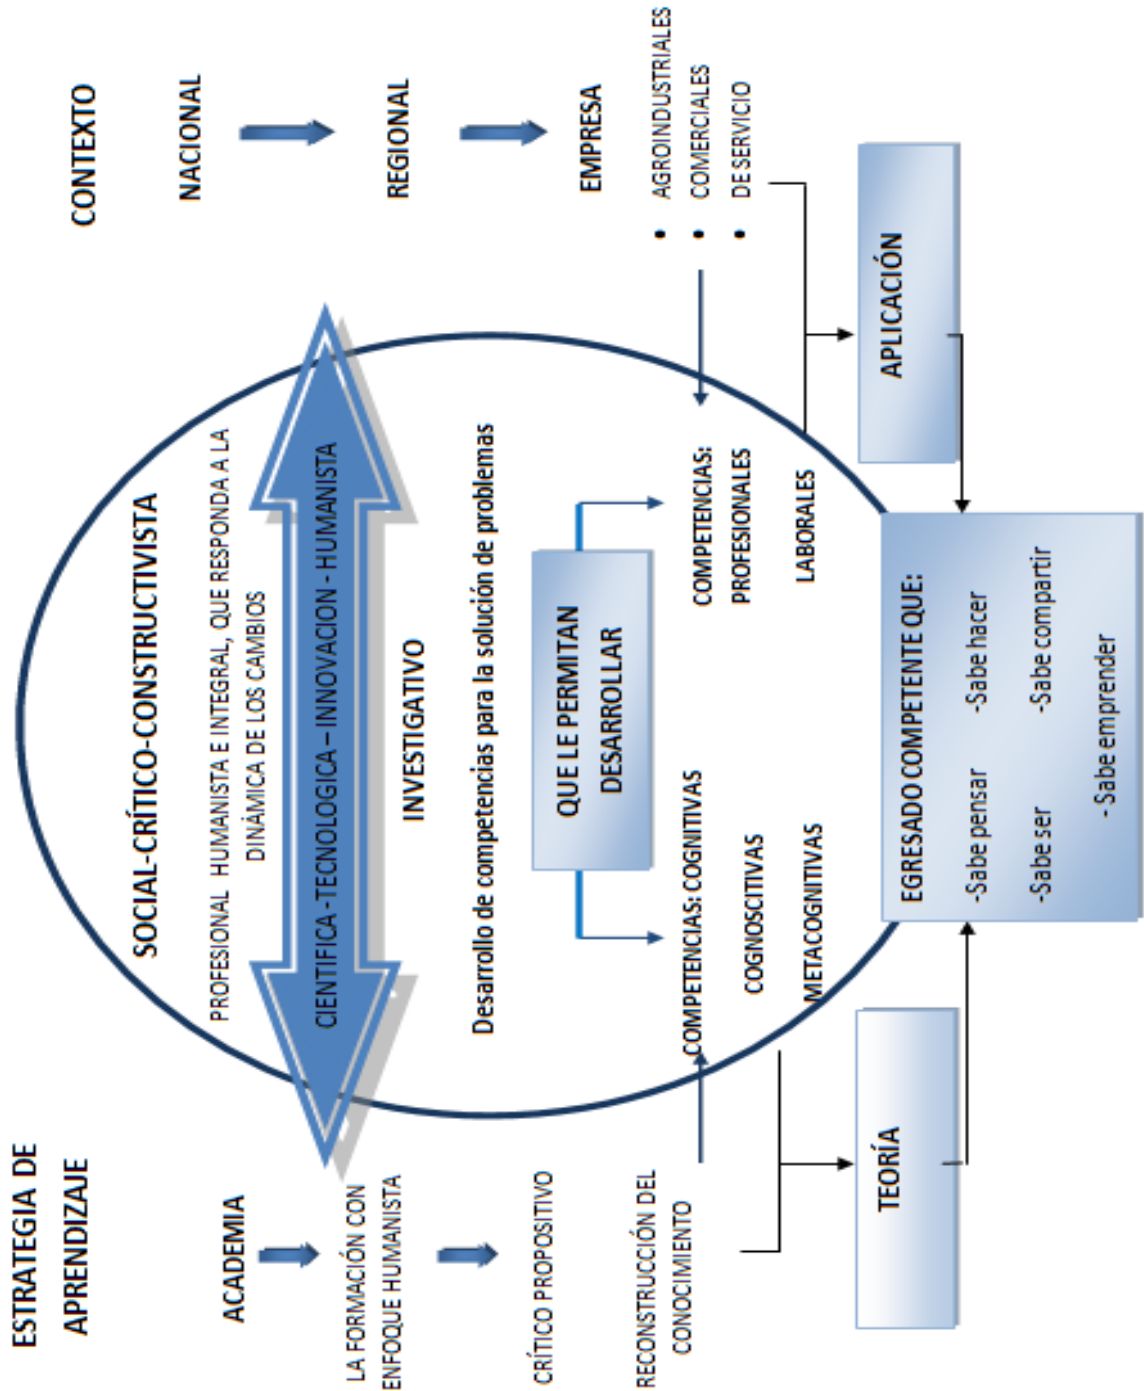 ESTRATEGIA DE
APRENDIZAJE
ACADEMIA
LA FORMACIÓN CON
ENFOQUE HUMANISTA
CRÍTICO PROPOSITIVO
RECONSTRUCCIÓN DEL
CONOCIMIENTO
SOCIAL-CRÍTICO-CONSTRUCTIVISTA
PROFESIONAL HUMANISTA E INTEGRAL, QUE RESPONDA A LA
DINÁMICA DE LOS CAMBIOS
CIENTIFICA -TECNOLOGICA – INNOVACION - HUMANISTA
INVESTIGATIVO
Desarrollo de competencias para la solución de problemas
QUE LE PERMITAN
DESARROLLAR
COMPETENCIAS: COGNITIVAS
COGNOSCITIVAS
METACOGNITIVAS
COMPETENCIAS:
PROFESIONALES
LABORALES
CONTEXTO
NACIONAL
REGIONAL
EMPRESA
• AGROINDUSTRIALES
• COMERCIALES
• DE SERVICIO
TEORÍA
APLICACIÓN
EGRESADO COMPETENTE QUE:
-Sabe pensar -Sabe hacer
-Sabe ser -Sabe compartir
- Sabe emprender